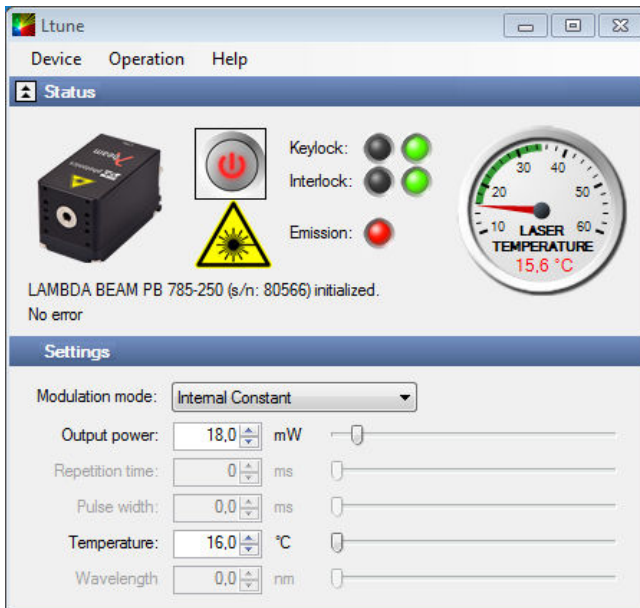 Ltune
Device Operation Help
Status
Keylock:
Interlock:
Emission:
10 20 30 40 50 60
LASER
TEMPERATURE
15,6 °C
LAMBDA BEAM PB 785-250 (s/n: 80566) initialized.
No error
Settings
Modulation mode: Internal Constant
Output power: 18,0 mW
Repetition time: 0 ms
Pulse width: 0,0 ms
Temperature: 16,0 °C
Wavelength 0,0 nm